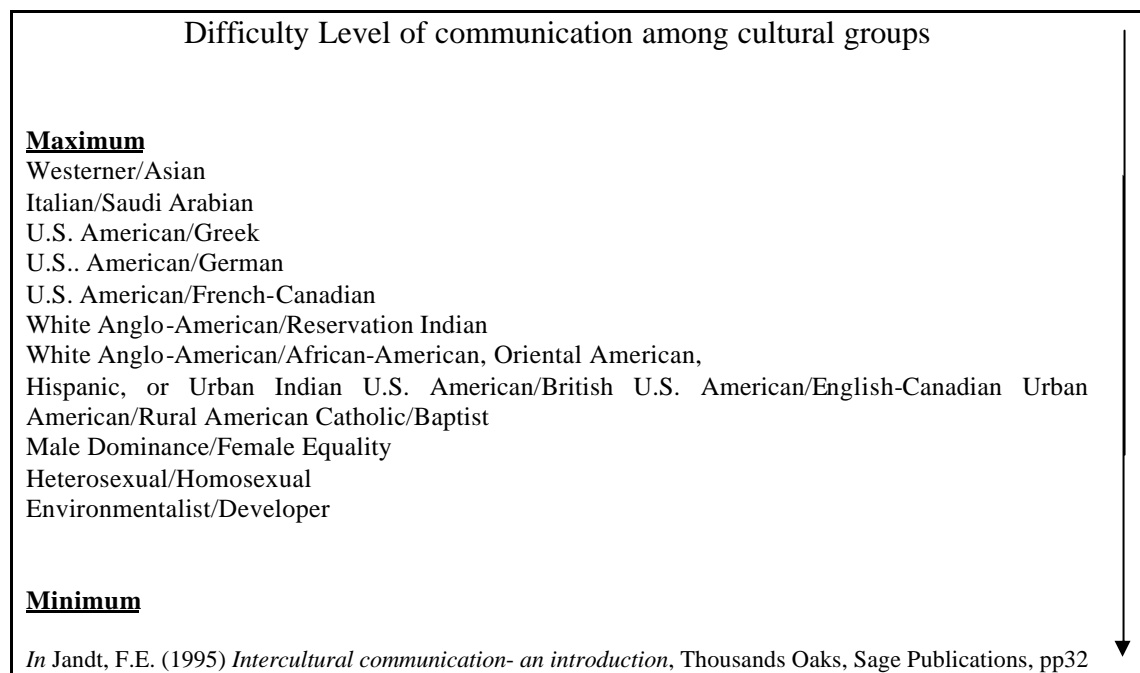 Difficulty Level of communication among cultural groups
Maximum
Westerner/Asian
Italian/Saudi Arabian
U.S. American/Greek
U.S.. American/German
U.S. American/French-Canadian
White Anglo-American/Reservation Indian
White Anglo-American/African-American, Oriental American,
Hispanic, or Urban Indian U.S. American/British U.S. American/English-Canadian Urban
American/Rural American Catholic/Baptist
Male Dominance/Female Equality
Heterosexual/Homosexual
Environmentalist/Developer
Minimum
In Jandt, F.E. (1995) Intercultural communication- an introduction, Thousands Oaks, Sage Publications, pp32